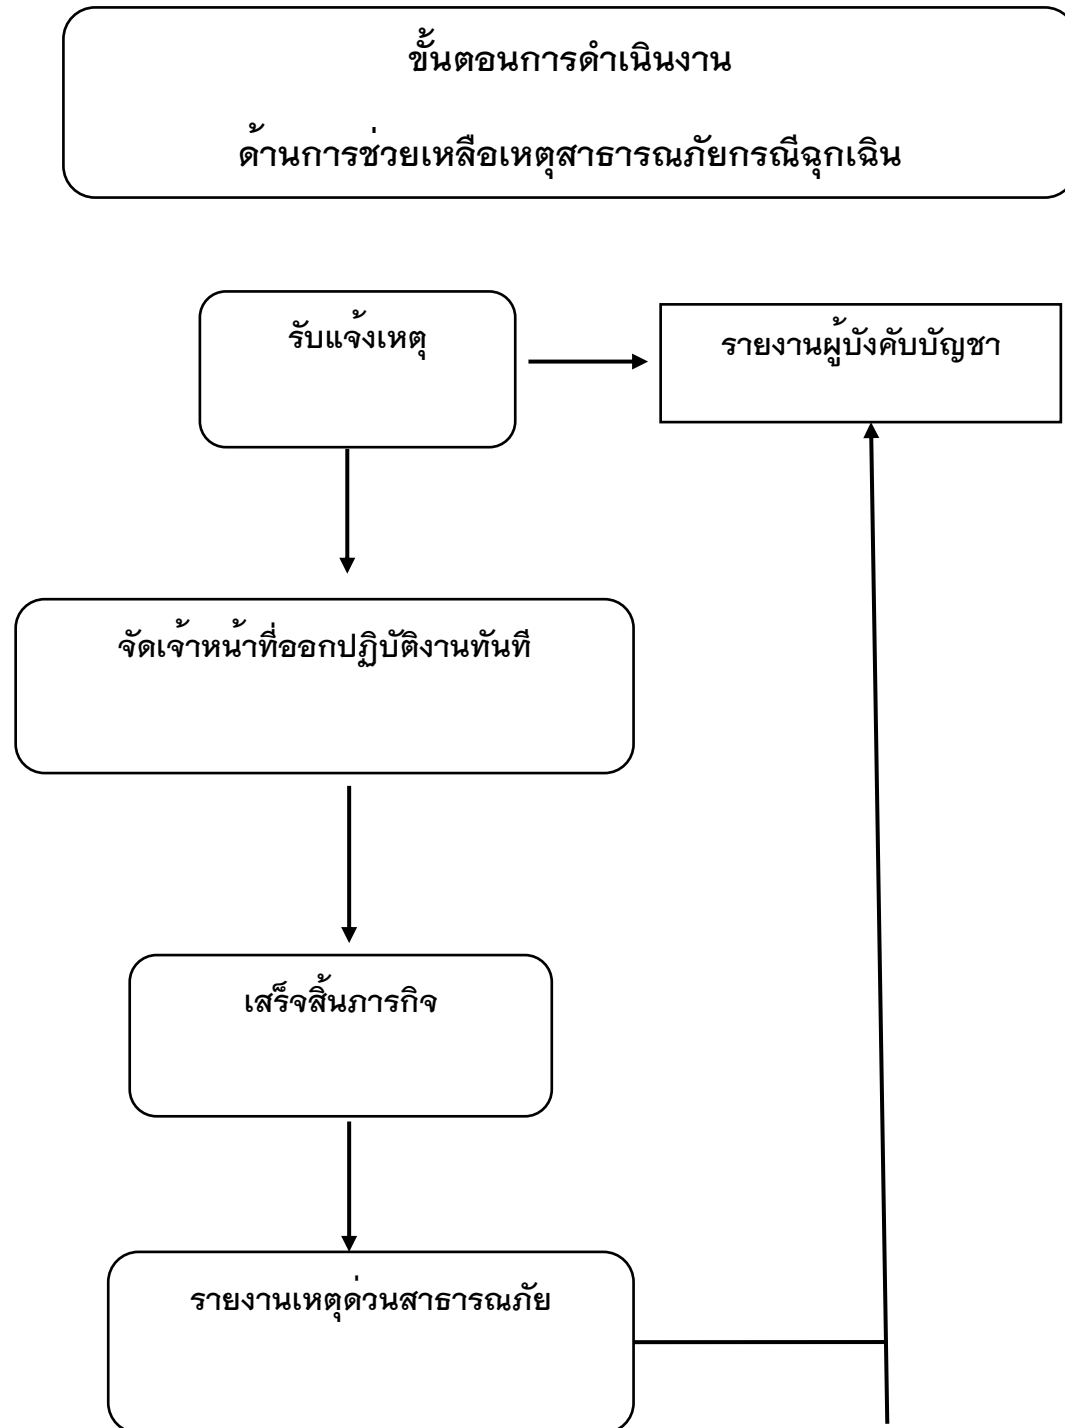 ขั้นตอนการดำเนินงาน
ด้านการช่วยเหลือเหตุสาธารณภัยกรณีฉุกเฉิน
รับแจ้งเหตุ
รายงานผู้บังคับบัญชา
จัดเจ้าหน้าที่ออกปฏิบัติงานทันที
เสร็จสิ้นภารกิจ
รายงานเหตุด่วนสาธารณภัย